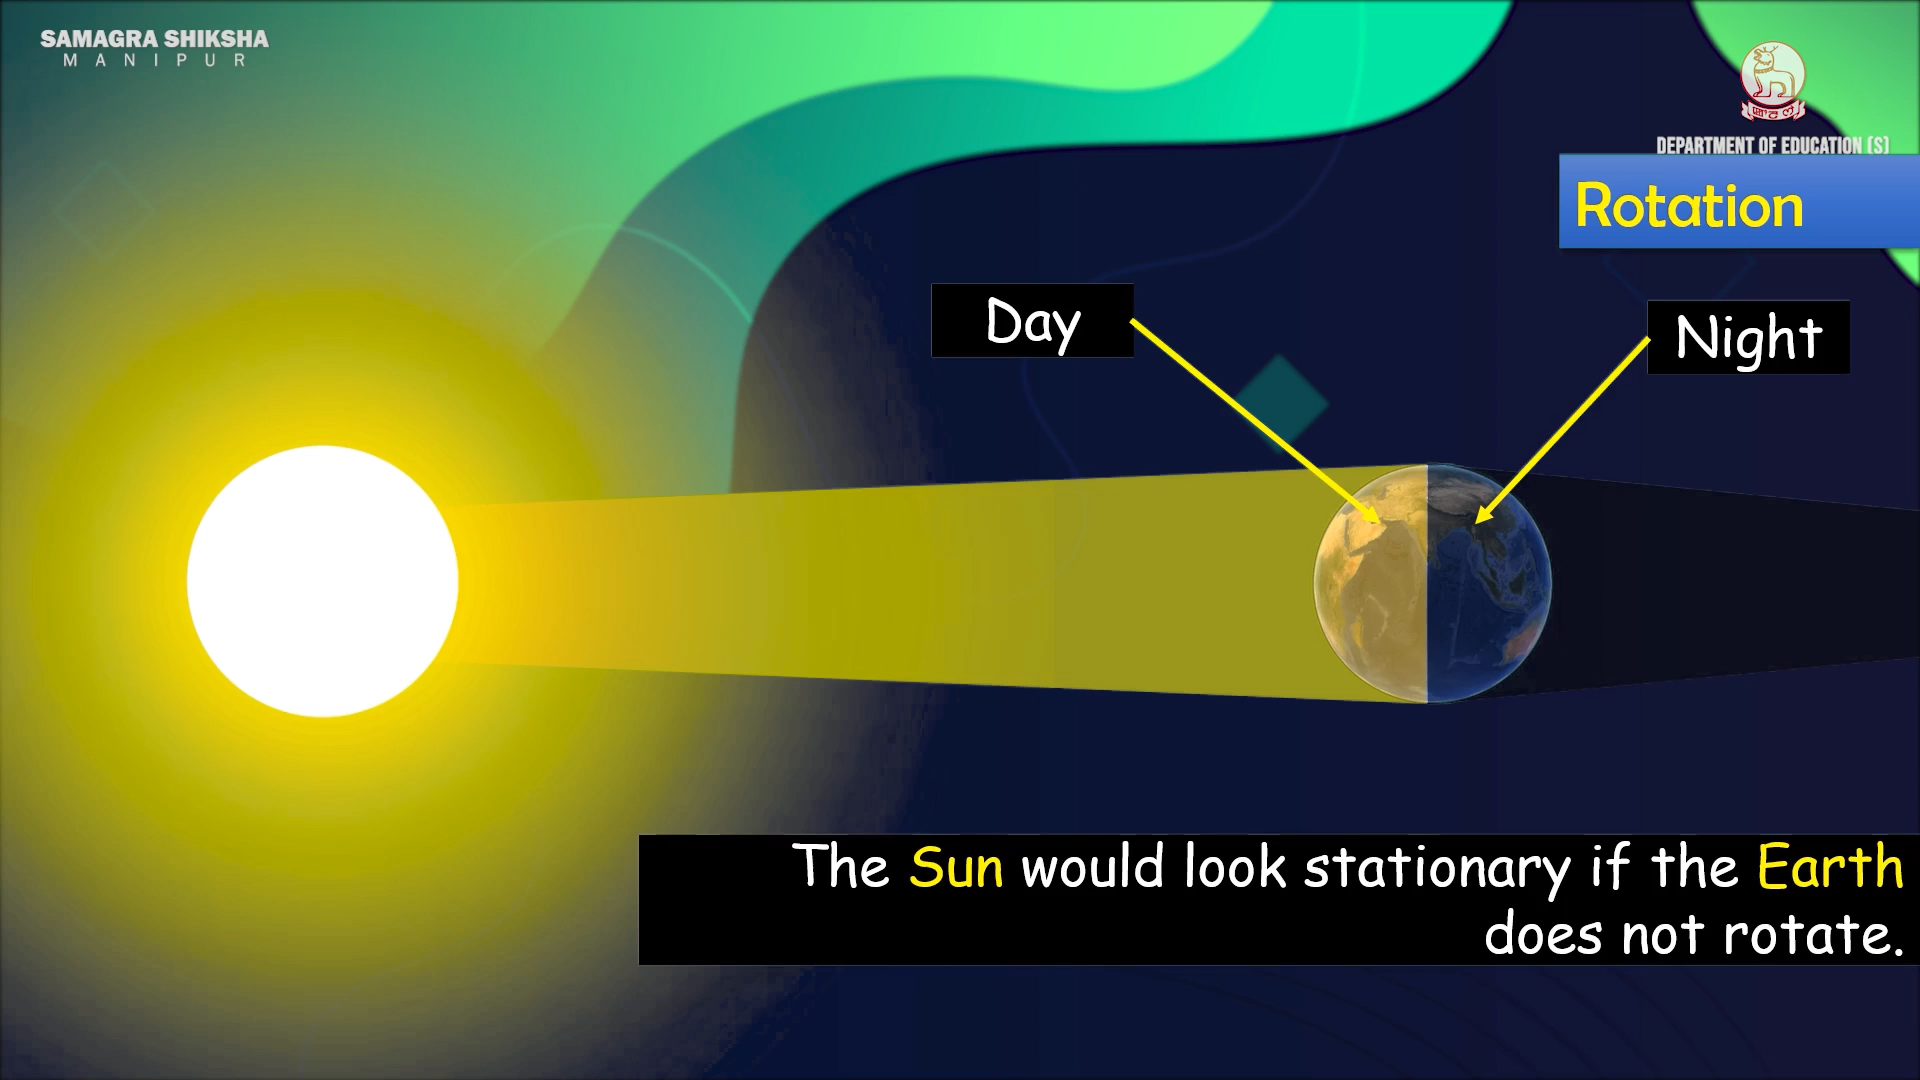 SAMAGRA SHIKSHA
MANIPUR
DEPARTMENT OF EDUCATION (S)
Rotation
Day
Night
The Sun would look stationary if the Earth
does not rotate.